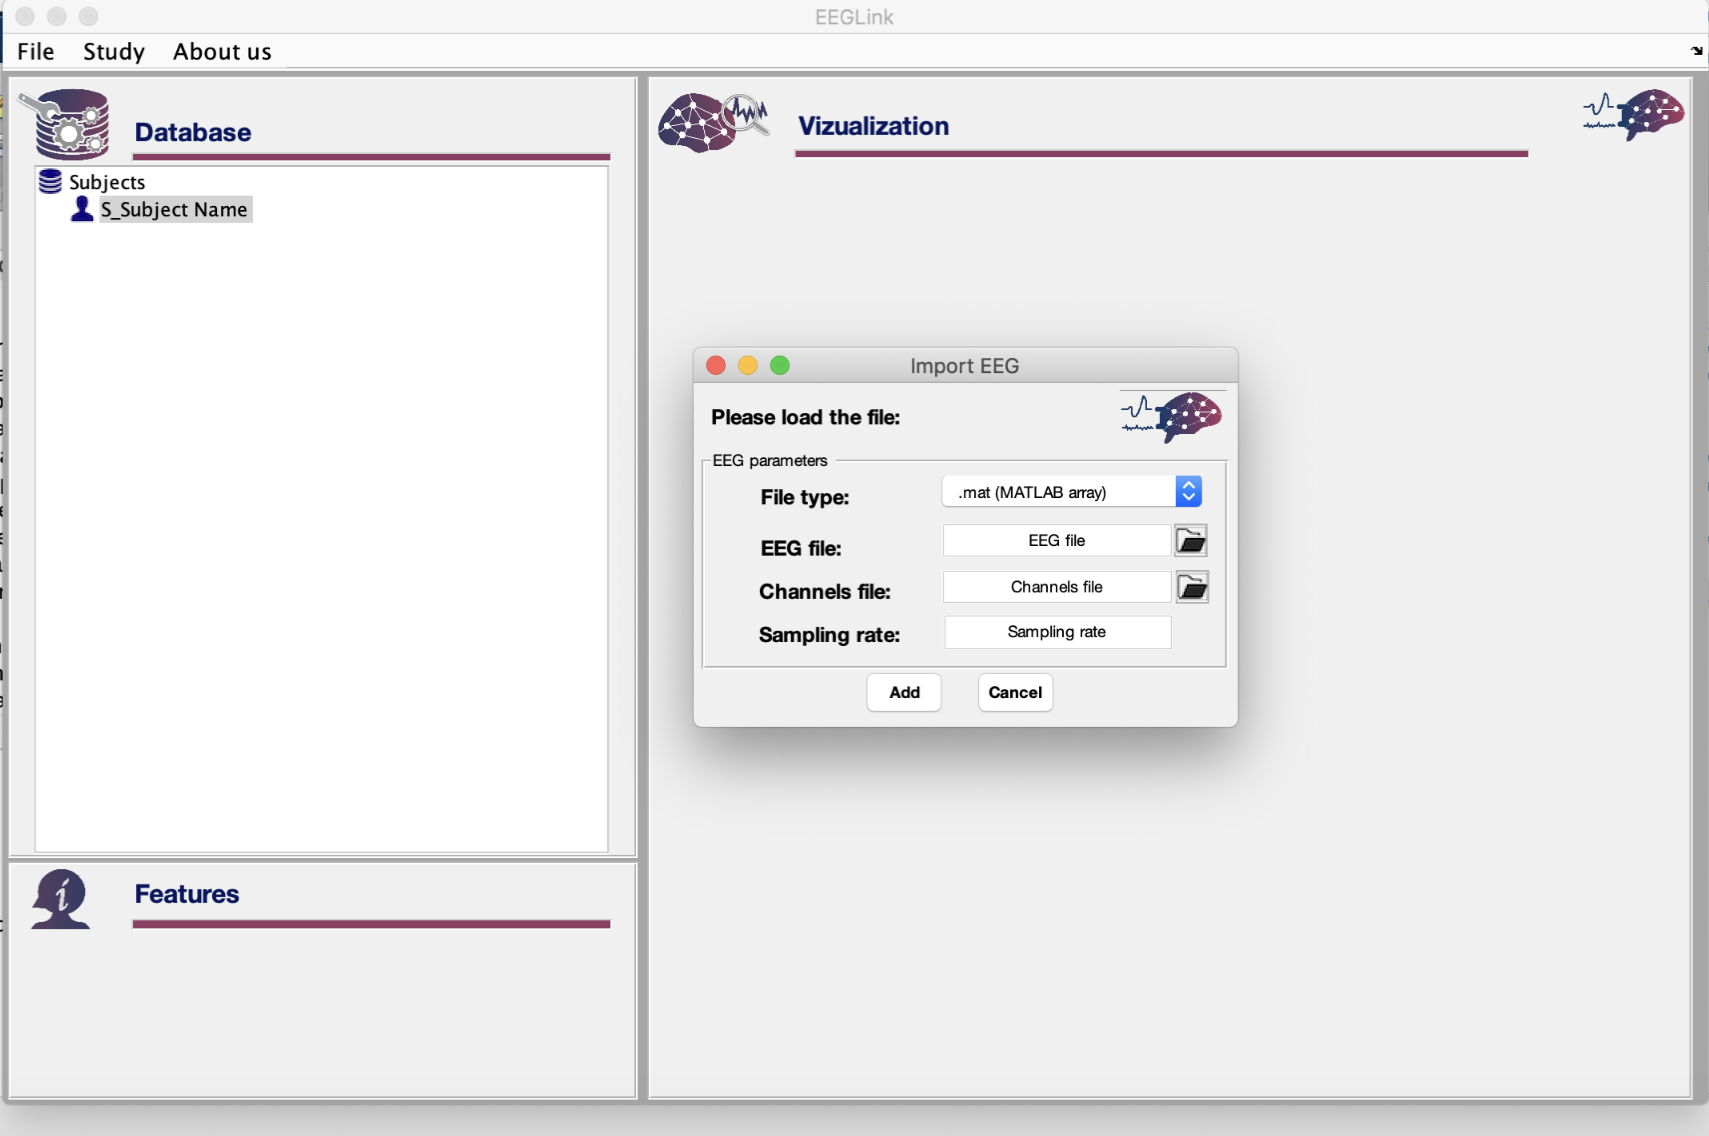 EEGLink
File Study About us
Database
Subjects
S_Subject Name
Features
Vizualization
Import EEG
Please load the file:
EEG parameters
File type: .mat (MATLAB array)
EEG file: EEG file
Channels file: Channels file
Sampling rate: Sampling rate
Add Cancel